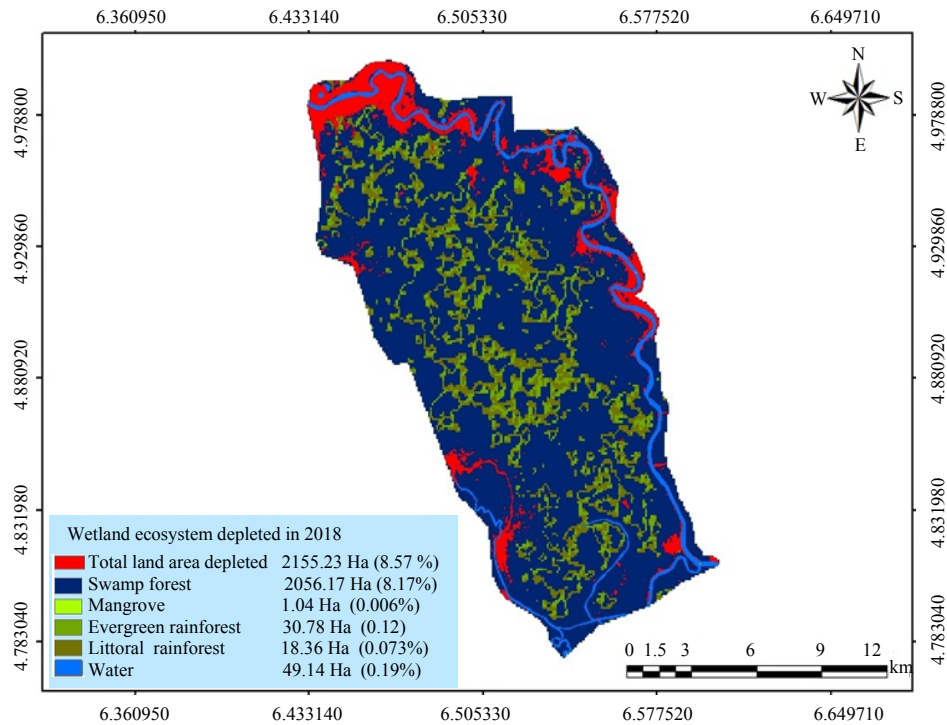 6.360950 6.433140 6.505330 6.577520 6.649710
N
W S
E
4.978800 4.978800
4.929860 4.929860
4.880920 4.880920
4.831980 4.831980
4.783040 4.783040
Wetland ecosystem depleted in 2018
Total land area depleted 2155.23 Ha (8.57 %)
Swamp forest 2056.17 Ha (8.17%)
Mangrove 1.04 Ha (0.006%)
Evergreen rainforest 30.78 Ha (0.12)
Littoral rainforest 18.36 Ha (0.073%)
Water 49.14 Ha (0.19%)
0 1.5 3 6 9 12
km
6.360950 6.433140 6.505330 6.577520 6.649710